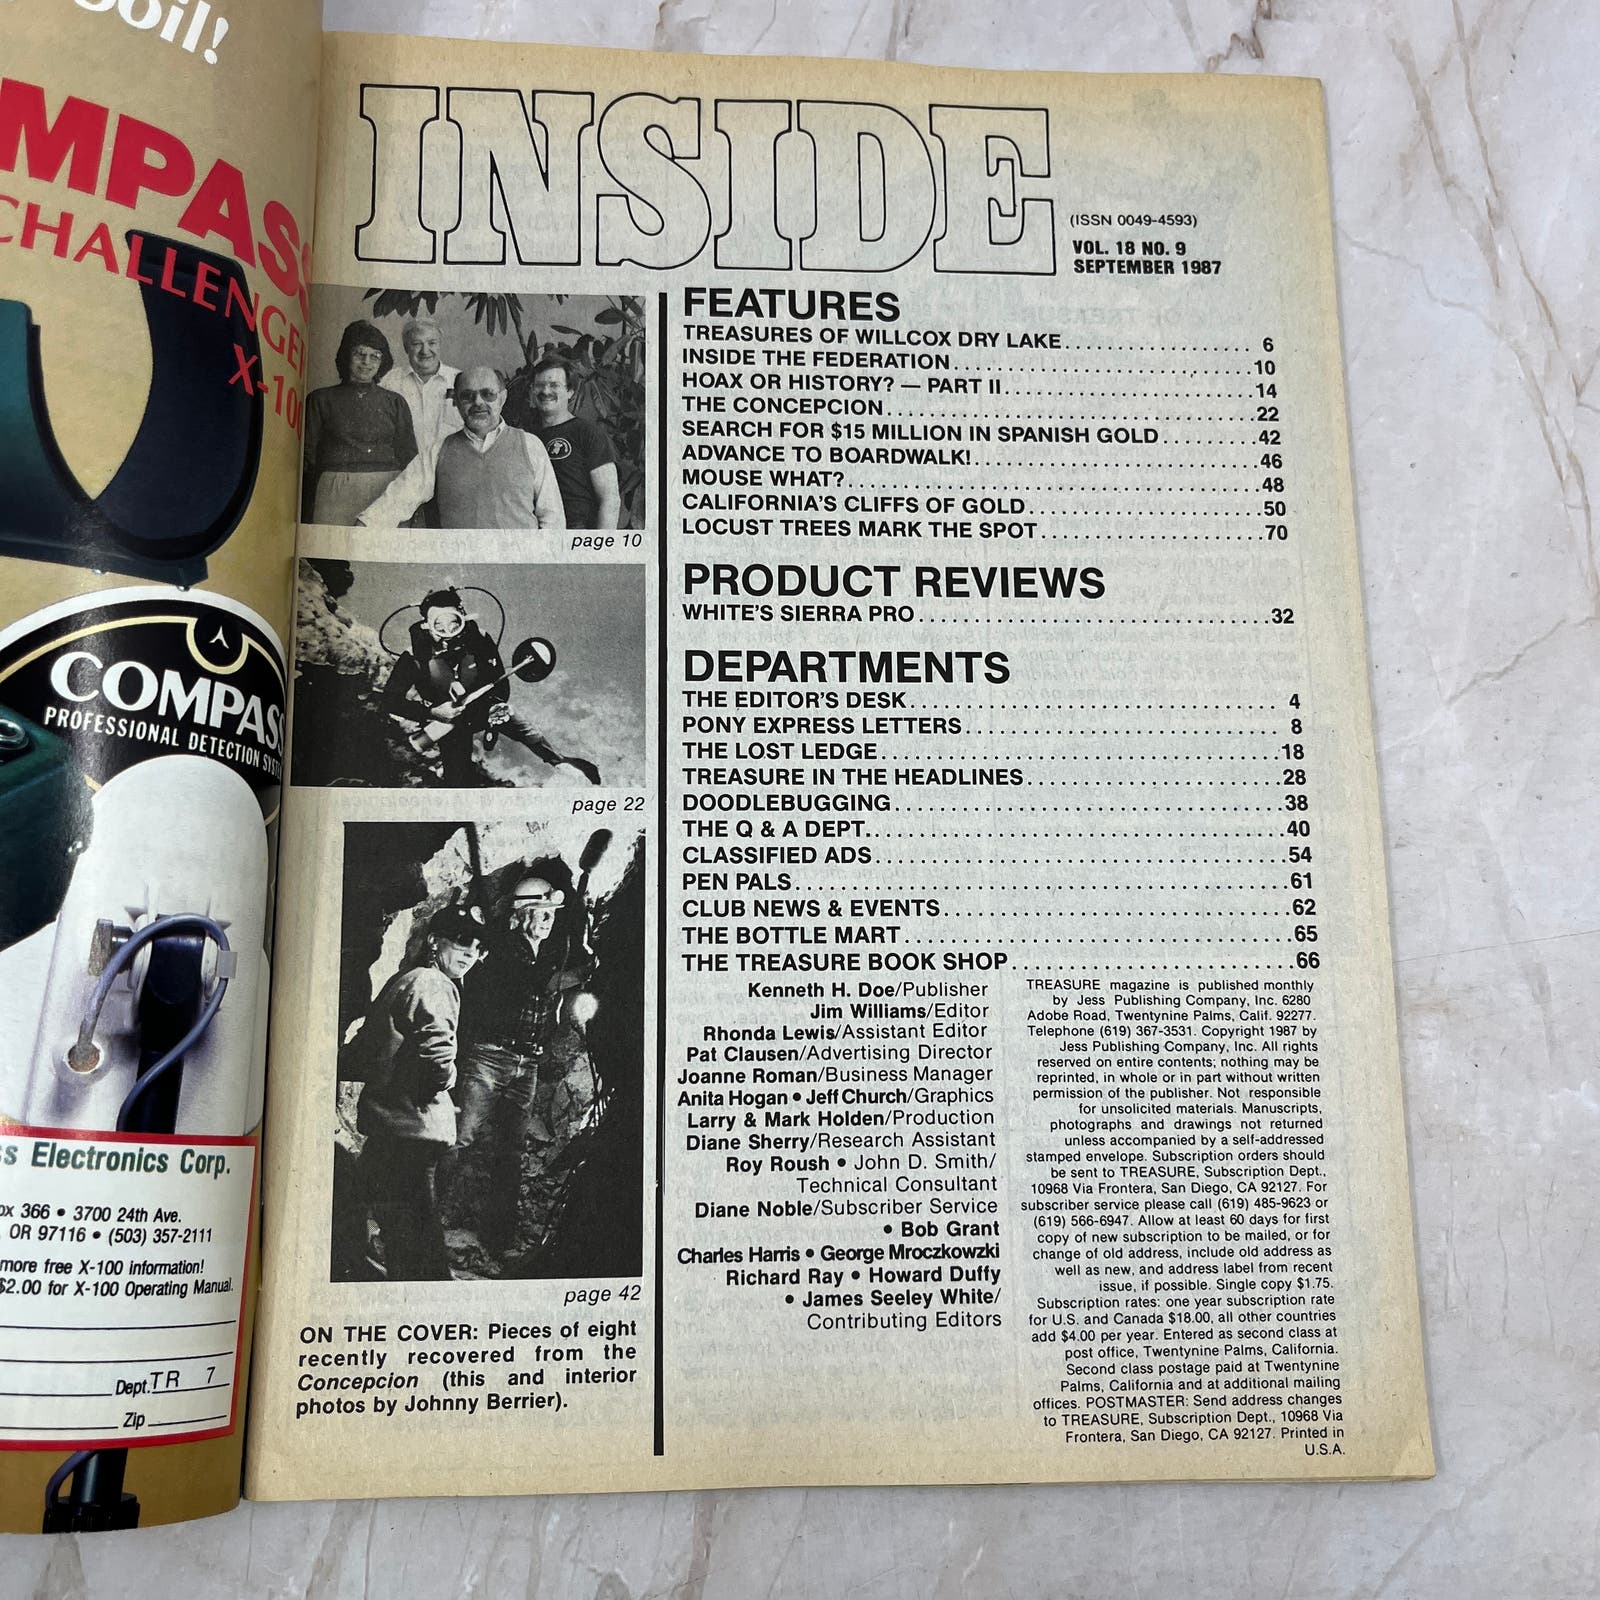 oil!
MPASS
CHALLENGER
X-100
COMPASS
PROFESSIONAL DETECTION SYSTE
ss Electronics Corp.
ox 366 • 3700 24th Ave.
OR 97116 • (503) 357-2111
more free X-100 information!
$2.00 for X-100 Operating Manual.
Dept. TR 7
Zip
INSIDE
(ISSN 0049-4593)
VOL. 18 NO. 9
SEPTEMBER 1987
page 10
page 22
page 42
ON THE COVER: Pieces of eight
recently recovered from the
Concepcion (this and interior
photos by Johnny Berrier).
FEATURES
TREASURES OF WILLCOX DRY LAKE.................. 6
INSIDE THE FEDERATION..............................10
HOAX OR HISTORY? — PART II.........................14
THE CONCEPCION....................................22
SEARCH FOR $15 MILLION IN SPANISH GOLD.........42
ADVANCE TO BOARDWALK!...........................46
MOUSE WHAT?.......................................48
CALIFORNIA'S CLIFFS OF GOLD.......................50
LOCUST TREES MARK THE SPOT......................70
PRODUCT REVIEWS
WHITE'S SIERRA PRO.................................32
DEPARTMENTS
THE EDITOR'S DESK.................................. 4
PONY EXPRESS LETTERS............................. 8
THE LOST LEDGE.....................................18
TREASURE IN THE HEADLINES........................28
DOODLEBUGGING....................................38
THE Q & A DEPT......................................40
CLASSIFIED ADS.....................................54
PEN PALS............................................61
CLUB NEWS & EVENTS................................62
THE BOTTLE MART...................................65
THE TREASURE BOOK SHOP..........................66
Kenneth H. Doe/Publisher
Jim Williams/Editor
Rhonda Lewis/Assistant Editor
Pat Clausen/Advertising Director
Joanne Roman/Business Manager
Anita Hogan • Jeff Church/Graphics
Larry & Mark Holden/Production
Diane Sherry/Research Assistant
Roy Roush • John D. Smith/
Technical Consultant
Diane Noble/Subscriber Service
• Bob Grant
Charles Harris • George Mroczkowzki
Richard Ray • Howard Duffy
• James Seeley White/
Contributing Editors
TREASURE magazine is published monthly
by Jess Publishing Company, Inc. 6280
Adobe Road, Twentynine Palms, Calif. 92277.
Telephone (619) 367-3531. Copyright 1987 by
Jess Publishing Company, Inc. All rights
reserved on entire contents; nothing may be
reprinted, in whole or in part without written
permission of the publisher. Not responsible
for unsolicited materials. Manuscripts,
photographs and drawings not returned
unless accompanied by a self-addressed
stamped envelope. Subscription orders should
be sent to TREASURE, Subscription Dept.,
10968 Via Frontera, San Diego, CA 92127. For
subscriber service please call (619) 485-9623 or
(619) 566-6947. Allow at least 60 days for first
copy of new subscription to be mailed, or for
change of old address, include old address as
well as new, and address label from recent
issue, if possible. Single copy $1.75.
Subscription rates: one year subscription rate
for U.S. and Canada $18.00, all other countries
add $4.00 per year. Entered as second class at
post office, Twentynine Palms, California.
Second class postage paid at Twentynine
Palms, California and at additional mailing
offices. POSTMASTER: Send address changes
to TREASURE, Subscription Dept., 10968 Via
Frontera, San Diego, CA 92127. Printed in
U.S.A.